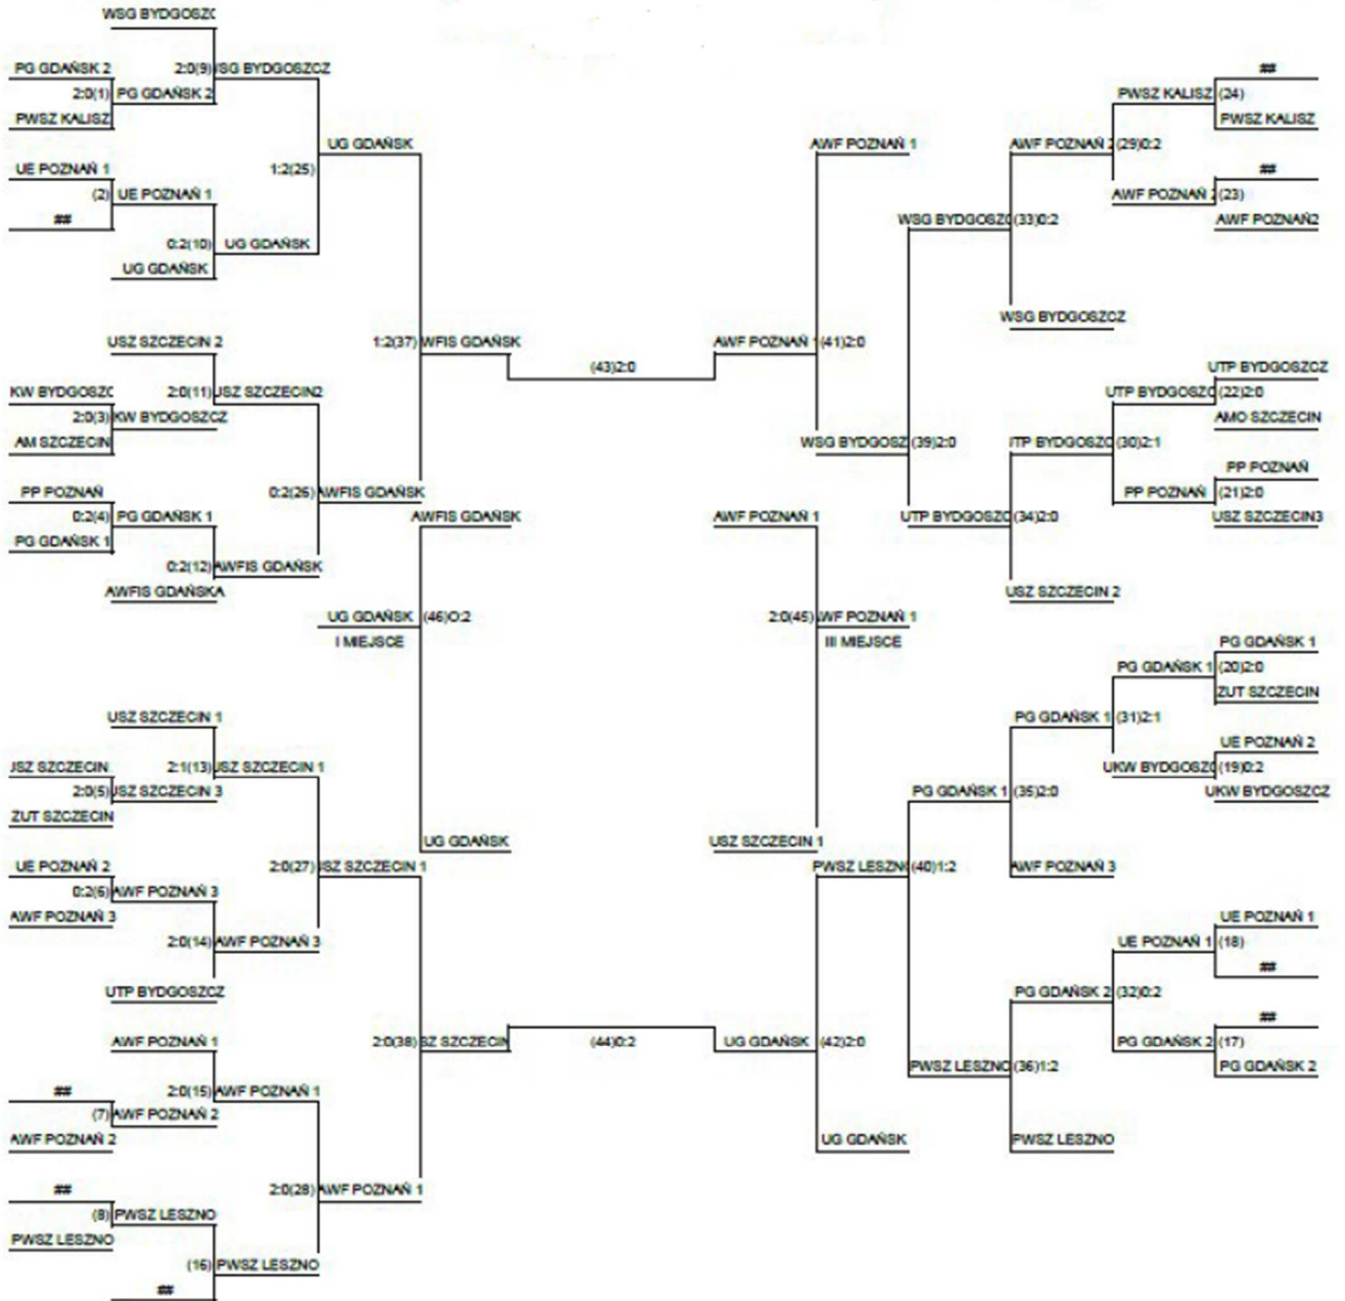 WSG BYDGOSZC
PG GDAŃSK 2
2:0(9) SG BYDGOSZCZ
##
2:0(1) PG GDAŃSK 2
PWSZ KALISZ (24)
PWSZ KALISZ
PWSZ KALISZ
UG GDAŃSK
AWF POZNAŃ 1
AWF POZNAŃ 2 (29)0:2
UE POZNAŃ 1
1:2(25)
##
(2) UE POZNAŃ 1
AWF POZNAŃ 2 (23)
##
WSG BYDGOSZC (33)0:2
AWF POZNAŃ2
0:2(10) UG GDAŃSK
UG GDAŃSK
WSG BYDGOSZCZ
USZ SZCZECIN 2
1:2(37) WFIS GDAŃSK
AWF POZNAŃ 1 (41)2:0
(43)2:0
UTP BYDGOSZCZ
KW BYDGOSZC
2:0(11) USZ SZCZECIN2
UTP BYDGOSZC (22)2:0
2:0(3) KW BYDGOSZCZ
AMO SZCZECIN
AM SZCZECIN
WSG BYDGOSZ (39)2:0
ITP BYDGOSZC (30)2:1
PP POZNAŃ
PP POZNAŃ
0:2(26) AWFIS GDAŃSK
PP POZNAŃ (21)2:0
0:2(4) PG GDAŃSK 1
AWFIS GDAŃSK
AWF POZNAŃ 1
UTP BYDGOSZC (34)2:0
USZ SZCZECIN3
PG GDAŃSK 1
0:2(12) AWFIS GDAŃSK
AWFIS GDAŃSKA
USZ SZCZECIN 2
UG GDAŃSK (46)O:2
2:0(45) WF POZNAŃ 1
I MIEJSCE
III MIEJSCE
PG GDAŃSK 1
PG GDAŃSK 1 (20)2:0
ZUT SZCZECIN
USZ SZCZECIN 1
PG GDAŃSK 1 (31)2:1
UE POZNAŃ 2
JSZ SZCZECIN
2:1(13) USZ SZCZECIN 1
UKW BYDGOSZC (19)0:2
2:0(5) USZ SZCZECIN 3
PG GDAŃSK 1 (35)2:0
UKW BYDGOSZCZ
ZUT SZCZECIN
UG GDAŃSK
USZ SZCZECIN 1
UE POZNAŃ 2
2:0(27) SZ SZCZECIN 1
PWSZ LESZNO (40)1:2
AWF POZNAŃ 3
0:2(6) AWF POZNAŃ 3
AWF POZNAŃ 3
UE POZNAŃ 1
2:0(14) AWF POZNAŃ 3
UE POZNAŃ 1 (18)
##
UTP BYDGOSZCZ
PG GDAŃSK 2 (32)0:2
##
AWF POZNAŃ 1
2:0(38) SZ SZCZECIN
(44)0:2
UG GDAŃSK (42)2:0
PG GDAŃSK 2 (17)
PWSZ LESZNO (36)1:2
PG GDAŃSK 2
##
2:0(15) AWF POZNAŃ 1
(7) AWF POZNAŃ 2
AWF POZNAŃ 2
UG GDAŃSK
PWSZ LESZNO
##
2:0(28) AWF POZNAŃ 1
(8) PWSZ LESZNO
PWSZ LESZNO
(16) PWSZ LESZNO
##